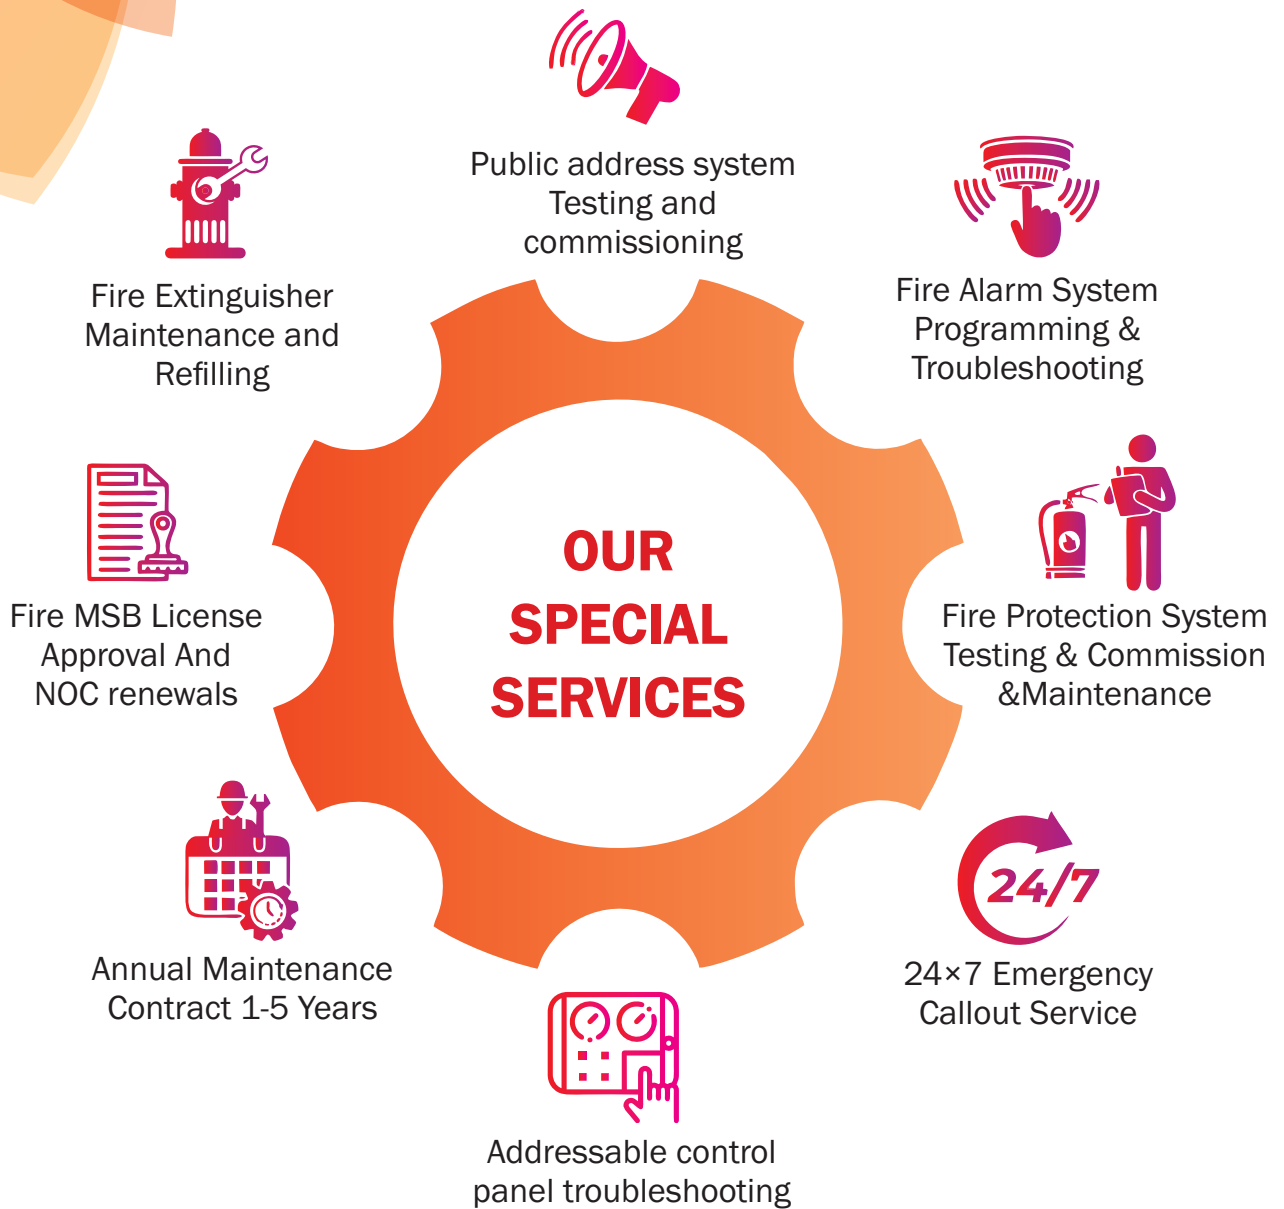 Public address system
Testing and
commissioning
Fire Extinguisher
Maintenance and
Refilling
Fire Alarm System
Programming &
Troubleshooting
OUR
SPECIAL
SERVICES
Fire MSB License
Approval And
NOC renewals
Fire Protection System
Testing & Commission
&Maintenance
Annual Maintenance
Contract 1-5 Years
24/7
24×7 Emergency
Callout Service
Addressable control
panel troubleshooting